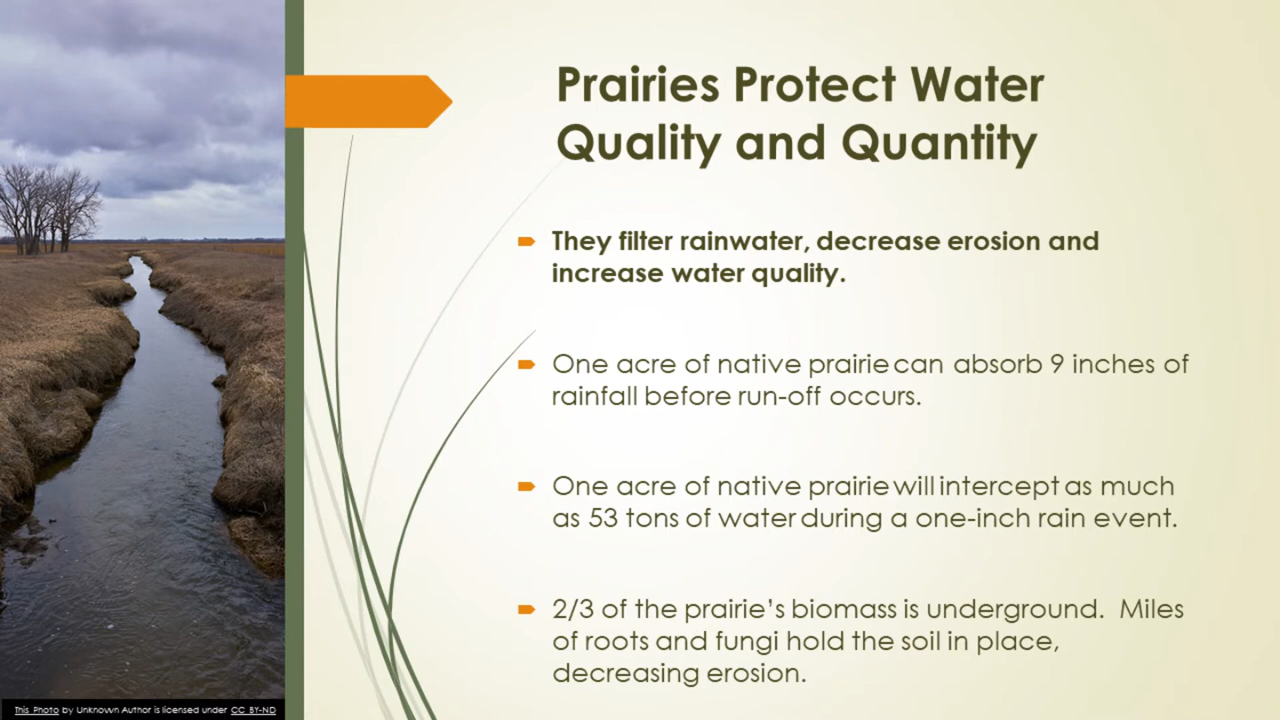 Prairies Protect Water
Quality and Quantity
They filter rainwater, decrease erosion and
increase water quality.
One acre of native prairie can absorb 9 inches of
rainfall before run-off occurs.
One acre of native prairie will intercept as much
as 53 tons of water during a one-inch rain event.
2/3 of the prairie's biomass is underground.  Miles
of roots and fungi hold the soil in place,
decreasing erosion.
This Photo by Unknown Author is licensed under CC BY-ND